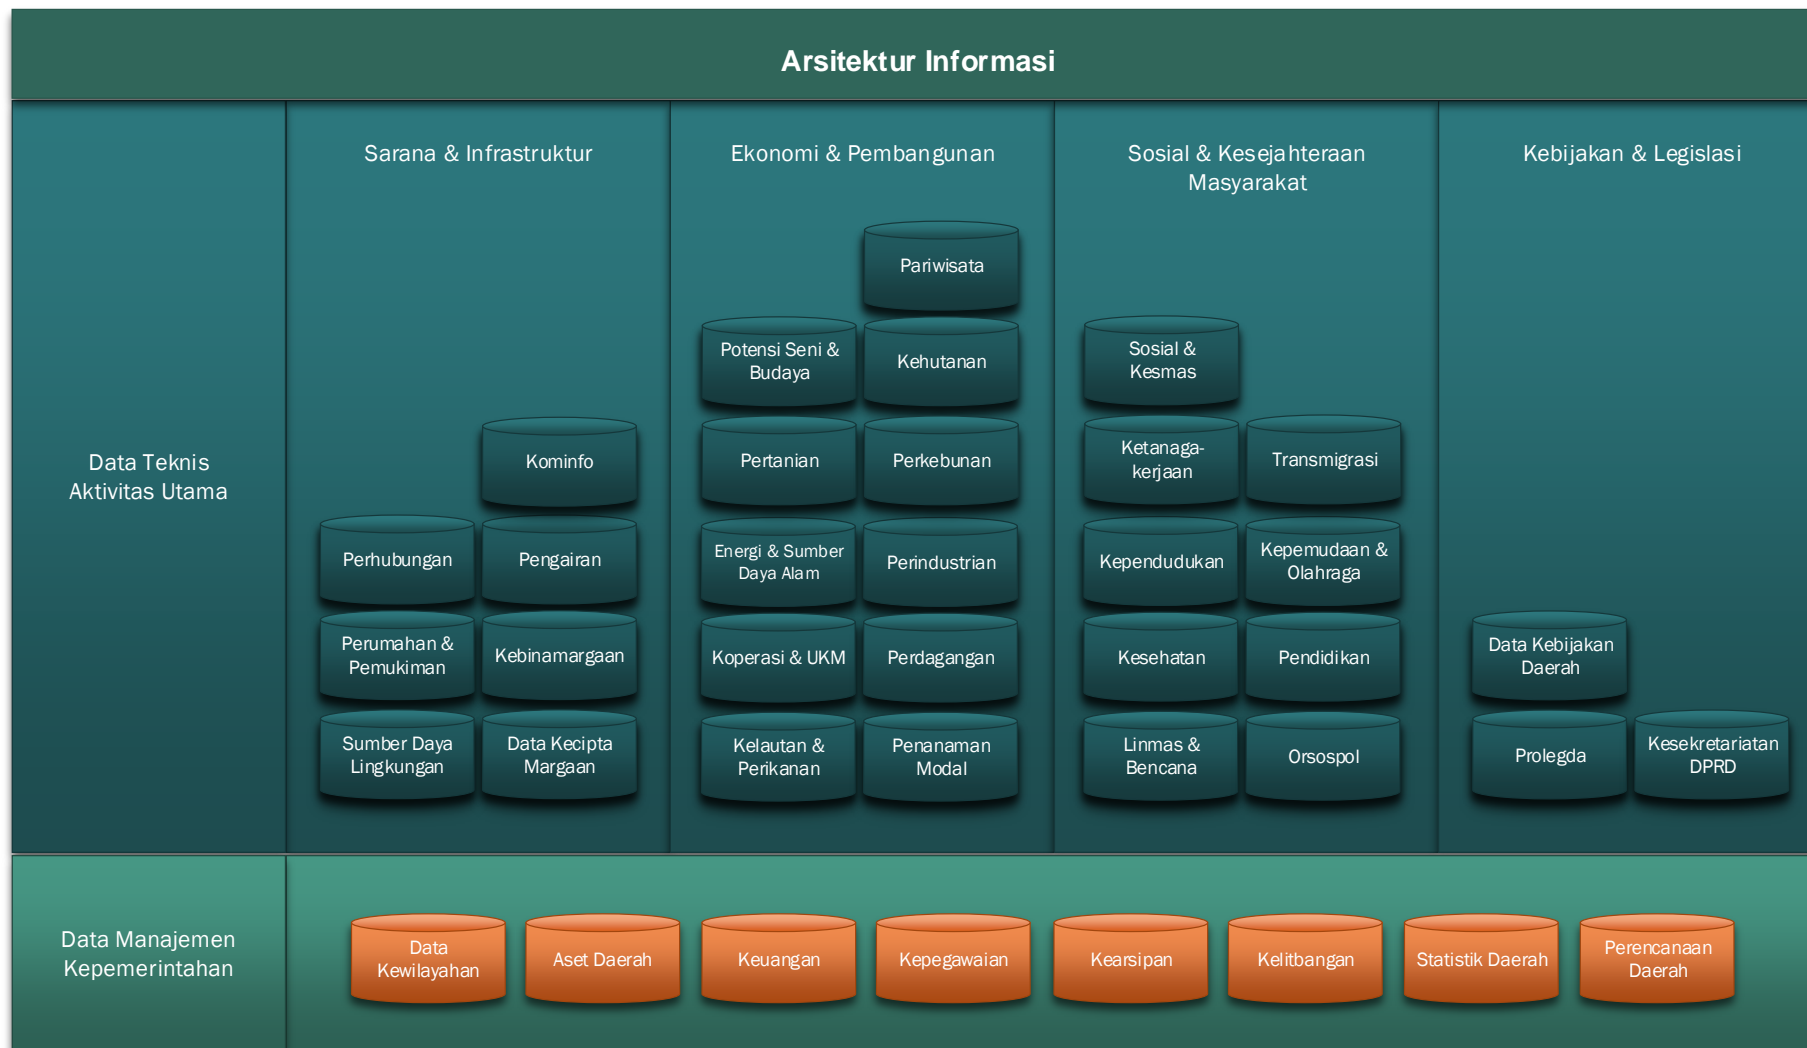 Arsitektur Informasi
Data Teknis
Aktivitas Utama
Sarana & Infrastruktur
Kominfo
Perhubungan
Pengairan
Perumahan &
Pemukiman
Kebinamargaan
Sumber Daya
Lingkungan
Data Kecipta
Margaan
Ekonomi & Pembangunan
Pariwisata
Potensi Seni &
Budaya
Kehutanan
Pertanian
Perkebunan
Energi & Sumber
Daya Alam
Perindustrian
Koperasi & UKM
Perdagangan
Kelautan &
Perikanan
Penanaman
Modal
Sosial & Kesejahteraan
Masyarakat
Sosial &
Kesmas
Ketanaga-
kerjaan
Transmigrasi
Kependudukan
Kepemudaan &
Olahraga
Kesehatan
Pendidikan
Linmas &
Bencana
Orsospol
Kebijakan & Legislasi
Data Kebijakan
Daerah
Prolegda
Kesekretariatan
DPRD
Data Manajemen
Kepemerintahan
Data
Kewilayahan
Aset Daerah
Keuangan
Kepegawaian
Kearsipan
Kelitbangan
Statistik Daerah
Perencanaan
Daerah